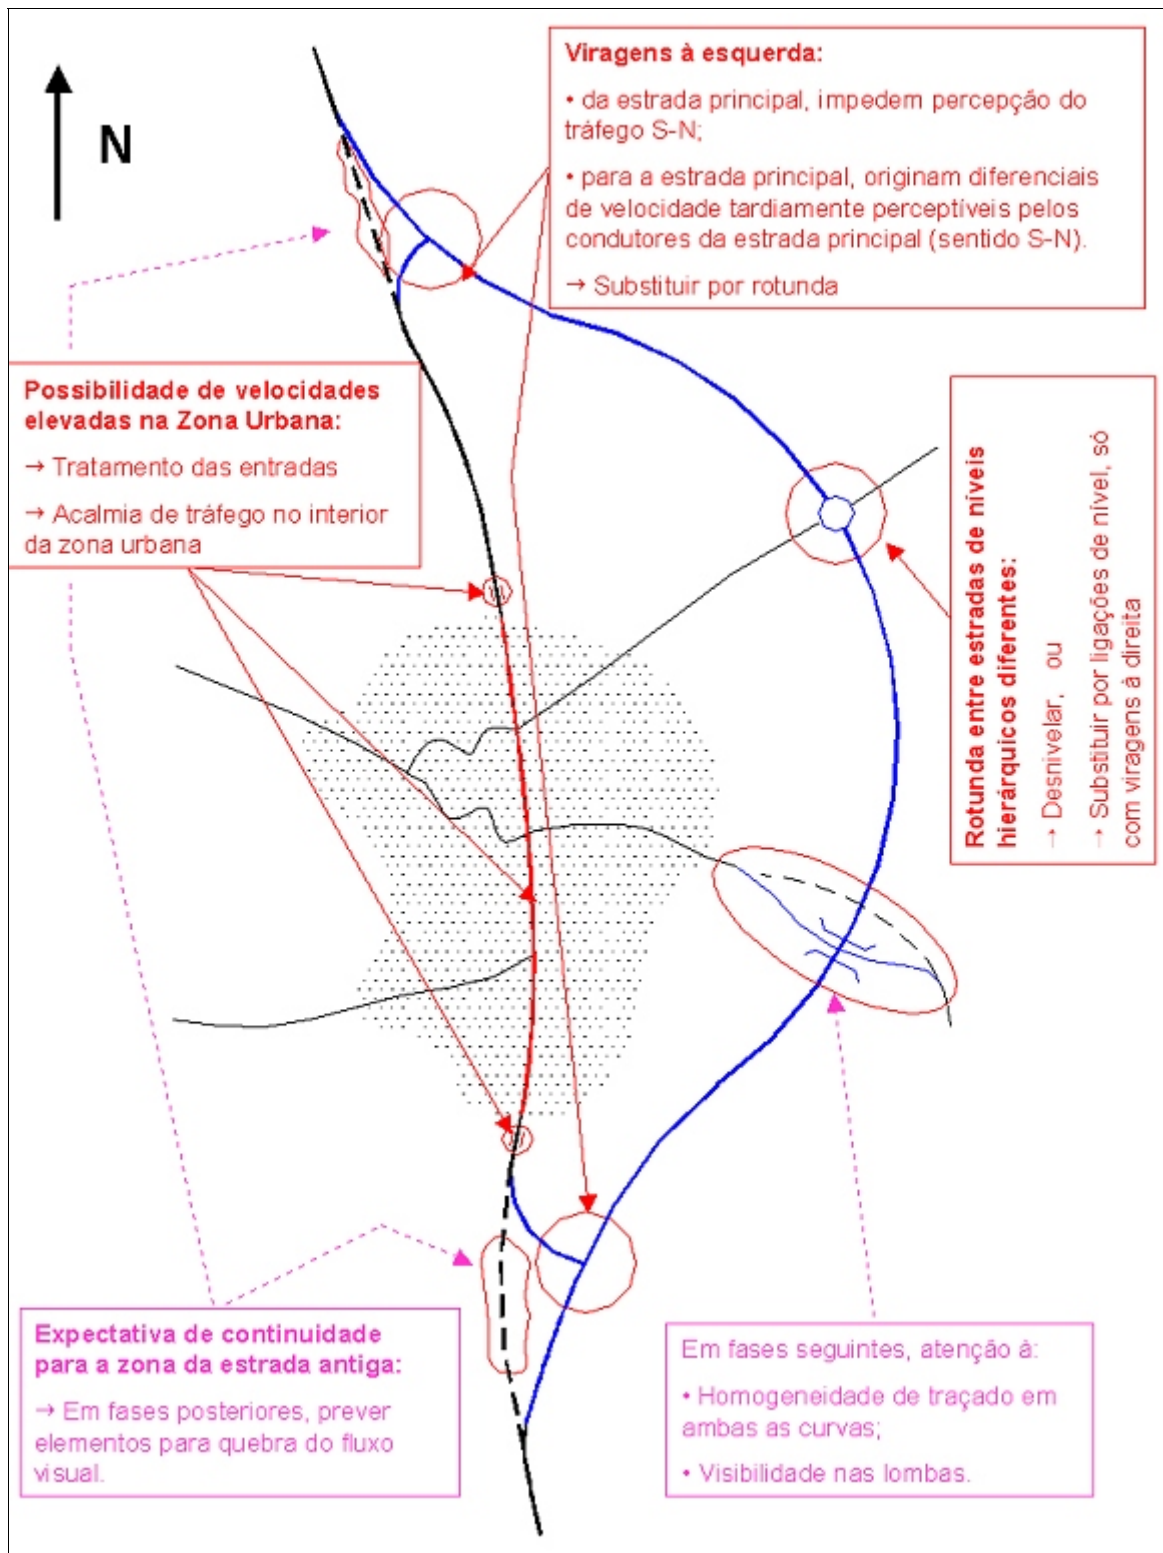 N
Viragens à esquerda:
• da estrada principal, impedem percepção do
tráfego S-N;
• para a estrada principal, originam diferenciais
de velocidade tardiamente perceptíveis pelos
condutores da estrada principal (sentido S-N).
→ Substituir por rotunda
Possibilidade de velocidades
elevadas na Zona Urbana:
→ Tratamento das entradas
→ Acalmia de tráfego no interior
da zona urbana
Rotunda entre estradas de níveis
hierárquicos diferentes:
→ Desnivelar, ou
→ Substituir por ligações de nível, só
com viragens à direita
Expectativa de continuidade
para a zona da estrada antiga:
→ Em fases posteriores, prever
elementos para quebra do fluxo
visual.
Em fases seguintes, atenção à:
• Homogeneidade de traçado em
ambas as curvas;
• Visibilidade nas lombas.